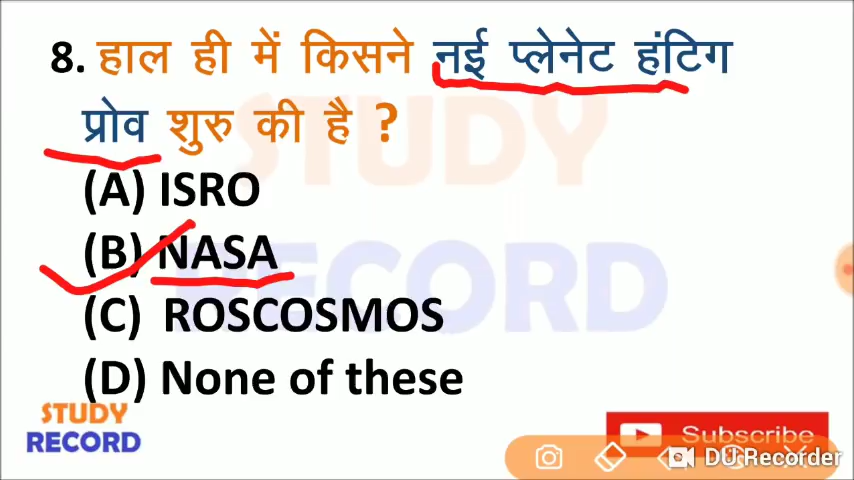 8. हाल ही में किसने नई प्लेनेट हंटिग
प्रोव शुरु की है ?
(A) ISRO
(B) NASA
(C) ROSCOSMOS
(D) None of these
STUDY
RECORD
STUDY
RECORD
Subscribe
DU Recorder